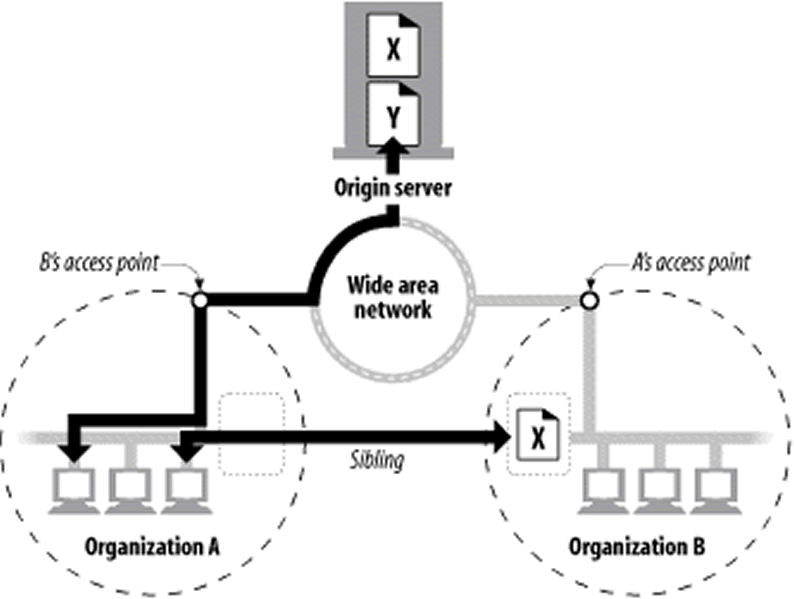 X
Y
Origin server
B's access point
A's access point
Wide area
network
X
Sibling
Organization A
Organization B